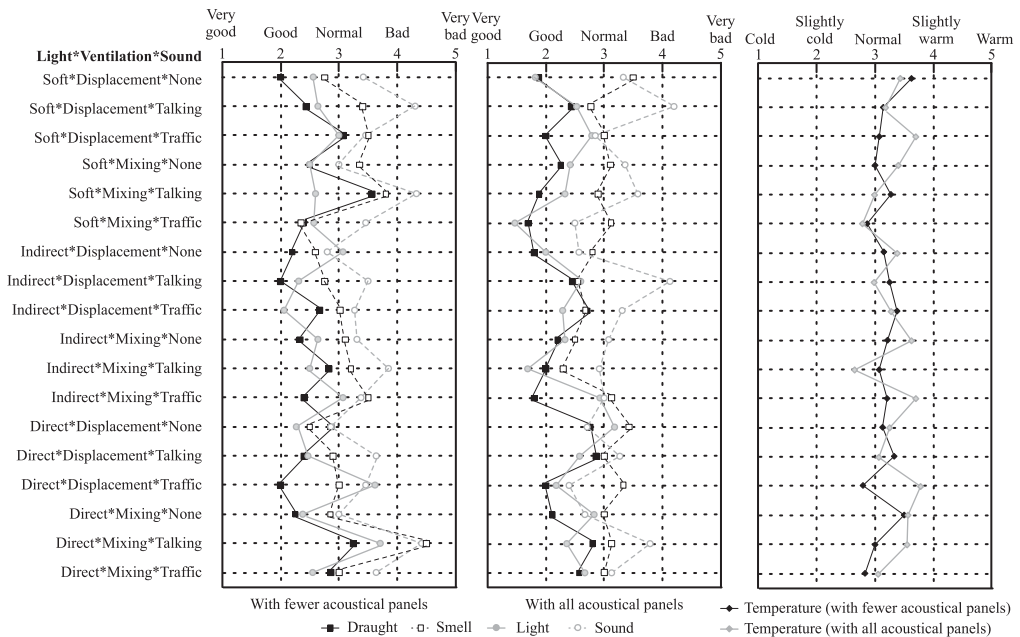 Very good Very bad Very good Very bad Slightly cold Slightly warm
Good Normal Bad Good Normal Bad Cold Normal Warm
Light*Ventilation*Sound 1 2 3 4 5 1 2 3 4 5 1 2 3 4 5
Soft*Displacement*None
Soft*Displacement*Talking
Soft*Displacement*Traffic
Soft*Mixing*None
Soft*Mixing*Talking
Soft*Mixing*Traffic
Indirect*Displacement*None
Indirect*Displacement*Talking
Indirect*Displacement*Traffic
Indirect*Mixing*None
Indirect*Mixing*Talking
Indirect*Mixing*Traffic
Direct*Displacement*None
Direct*Displacement*Talking
Direct*Displacement*Traffic
Direct*Mixing*None
Direct*Mixing*Talking
Direct*Mixing*Traffic
With fewer acoustical panels
With all acoustical panels
Draught Smell Light Sound
Temperature (with fewer acoustical panels)
Temperature (with all acoustical panels)